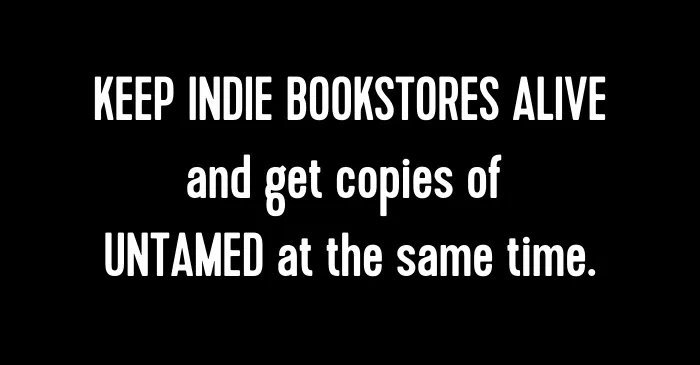 KEEP INDIE BOOKSTORES ALIVE
and get copies of
UNTAMED at the same time.